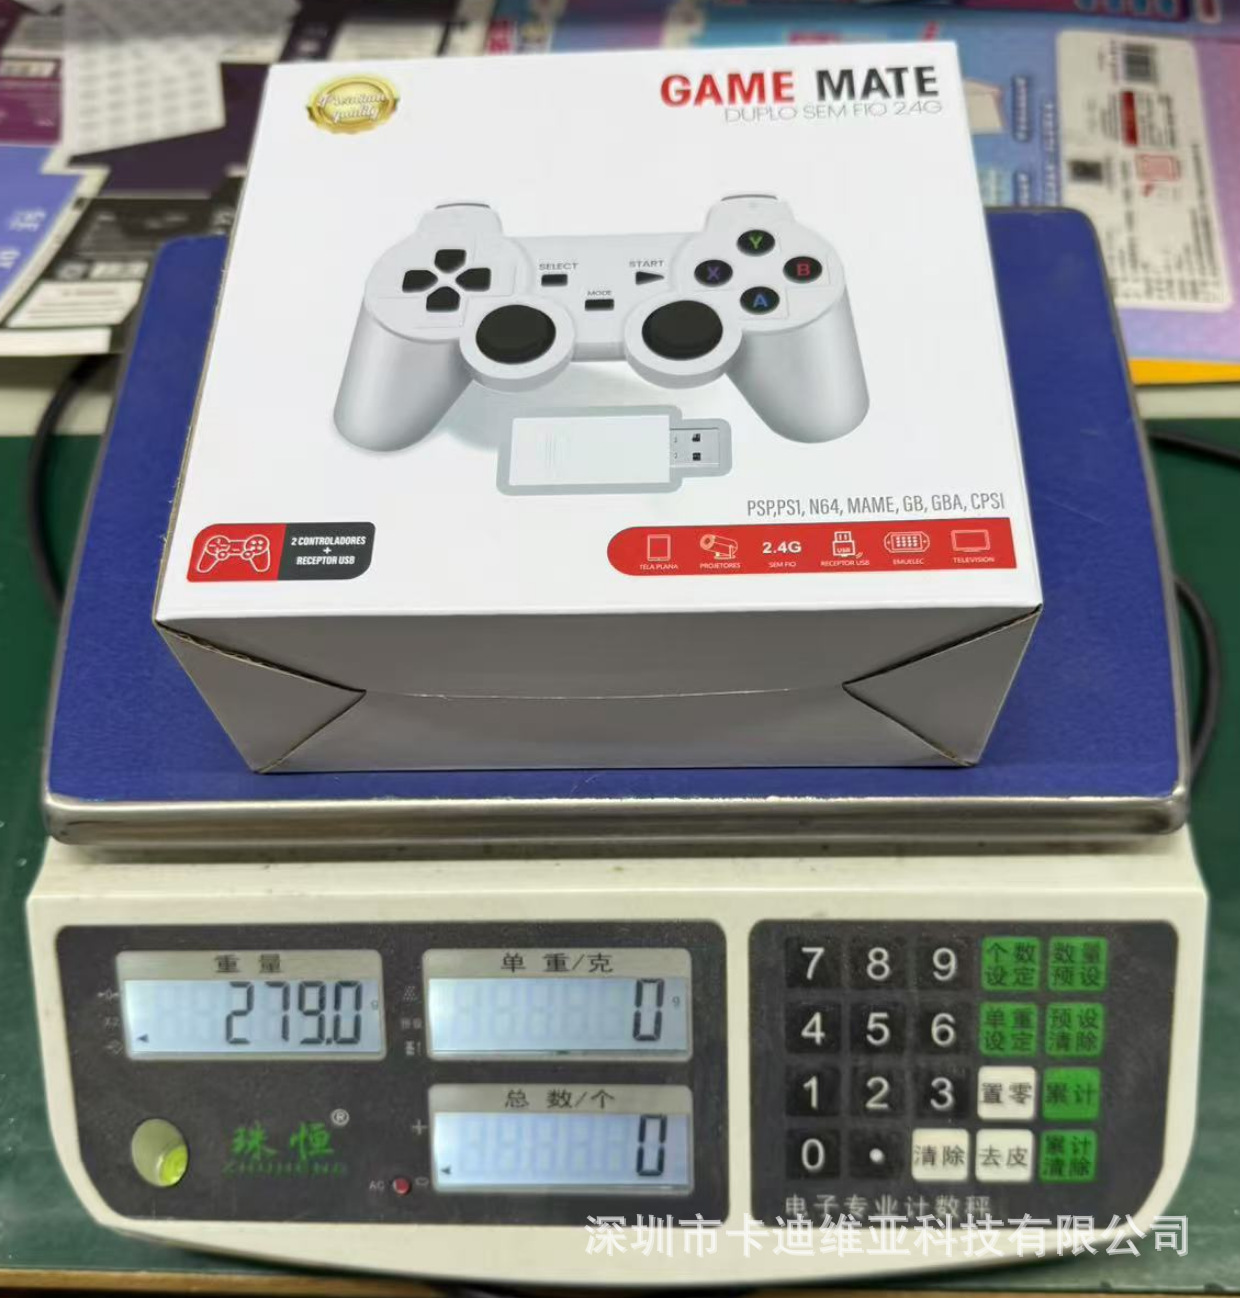 GAME MATE
DUPLO SEM FIO 2.4G
Premium
SELECT
START
MODE
Y
X
B
A
PSP,PS1, N64, MAME, GB, GBA, CPSI
2 CONTROLADORES
+
RECEPTOR USB
TELA PLANA
PROJETORES
2.4G
SEM FIO
USB
RECEPTOR USB
EMUELEC
TELEVISION
重量
279.0 g
单重/克
0 g
总数/个
0
珠恒®
ZHUHENG
7 8 9 个数设定 数量预设
4 5 6 单重设定 预设清除
1 2 3 置零 累计
0 . 清除 去皮 累计清除
电子专业计数秤
深圳市卡迪维亚科技有限公司